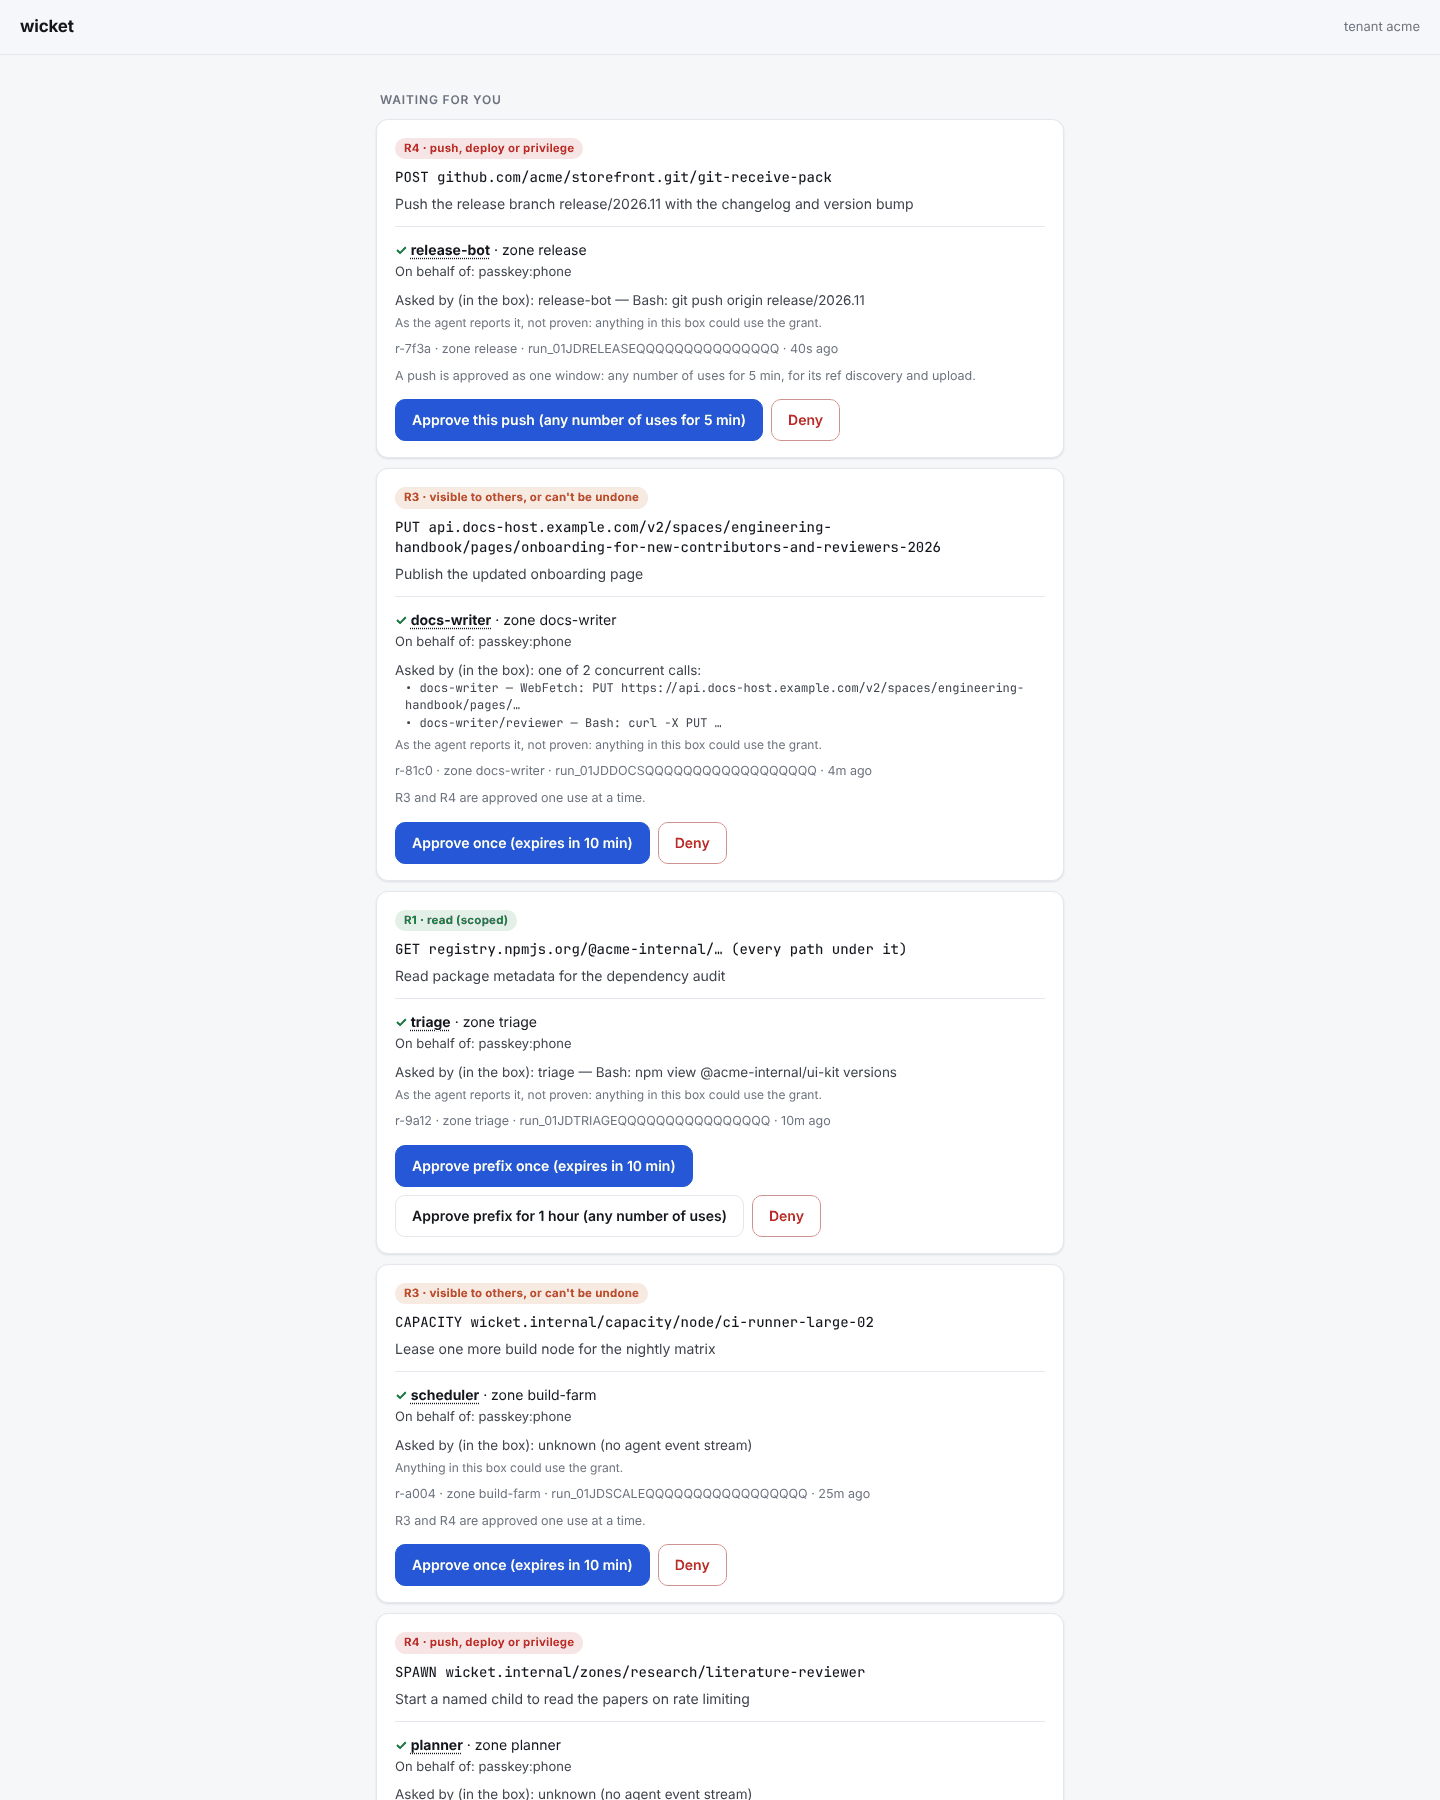 wicket
tenant acme
WAITING FOR YOU
R4 · push, deploy or privilege
POST github.com/acme/storefront.git/git-receive-pack
Push the release branch release/2026.11 with the changelog and version bump
✓ release-bot · zone release
On behalf of: passkey:phone
Asked by (in the box): release-bot — Bash: git push origin release/2026.11
As the agent reports it, not proven: anything in this box could use the grant.
r-7f3a · zone release · run_01JDRELEASEQQQQQQQQQQQQQQQ · 40s ago
A push is approved as one window: any number of uses for 5 min, for its ref discovery and upload.
Approve this push (any number of uses for 5 min)
Deny
R3 · visible to others, or can't be undone
PUT api.docs-host.example.com/v2/spaces/engineering-
handbook/pages/onboarding-for-new-contributors-and-reviewers-2026
Publish the updated onboarding page
✓ docs-writer · zone docs-writer
On behalf of: passkey:phone
Asked by (in the box): one of 2 concurrent calls:
• docs-writer — WebFetch: PUT https://api.docs-host.example.com/v2/spaces/engineering-
handbook/pages/…
• docs-writer/reviewer — Bash: curl -X PUT …
As the agent reports it, not proven: anything in this box could use the grant.
r-81c0 · zone docs-writer · run_01JDDOCSQQQQQQQQQQQQQQQQQQ · 4m ago
R3 and R4 are approved one use at a time.
Approve once (expires in 10 min)
Deny
R1 · read (scoped)
GET registry.npmjs.org/@acme-internal/… (every path under it)
Read package metadata for the dependency audit
✓ triage · zone triage
On behalf of: passkey:phone
Asked by (in the box): triage — Bash: npm view @acme-internal/ui-kit versions
As the agent reports it, not proven: anything in this box could use the grant.
r-9a12 · zone triage · run_01JDTRIAGEQQQQQQQQQQQQQQQQ · 10m ago
Approve prefix once (expires in 10 min)
Approve prefix for 1 hour (any number of uses)
Deny
R3 · visible to others, or can't be undone
CAPACITY wicket.internal/capacity/node/ci-runner-large-02
Lease one more build node for the nightly matrix
✓ scheduler · zone build-farm
On behalf of: passkey:phone
Asked by (in the box): unknown (no agent event stream)
Anything in this box could use the grant.
r-a004 · zone build-farm · run_01JDSCALEQQQQQQQQQQQQQQQQQ · 25m ago
R3 and R4 are approved one use at a time.
Approve once (expires in 10 min)
Deny
R4 · push, deploy or privilege
SPAWN wicket.internal/zones/research/literature-reviewer
Start a named child to read the papers on rate limiting
✓ planner · zone planner
On behalf of: passkey:phone
Asked by (in the box): unknown (no agent event stream)